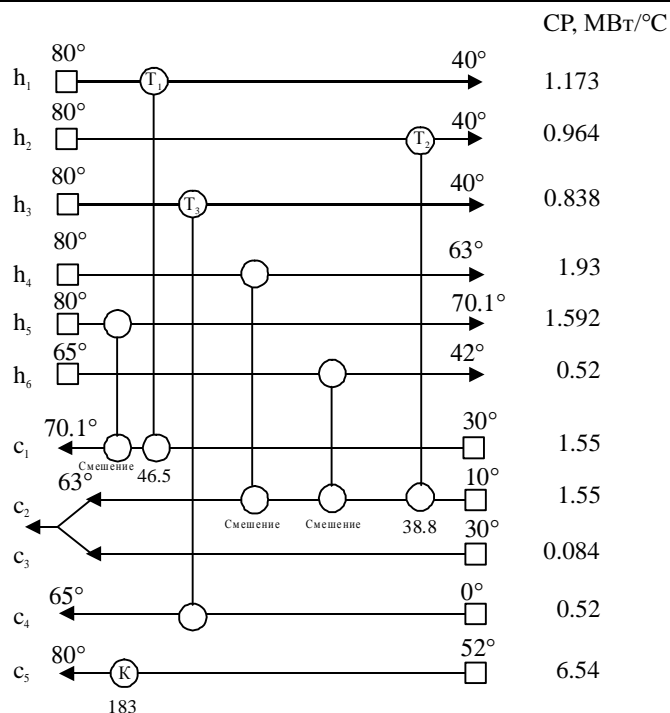 CP, МВт/°C
80° 40°
h₁ T₁ 1.173
80° 40°
h₂ T₂ 0.964
80° 40°
h₃ T₃ 0.838
80° 63°
h₄ 1.93
80° 70.1°
h₅ 1.592
65° 42°
h₆ 0.52
70.1° 30°
c₁ 1.55
Смешение 46.5
63° 10°
c₂ 1.55
Смешение Смешение 38.8
30°
c₃ 0.084
65° 0°
c₄ 0.52
80° 52°
c₅ К 6.54
183